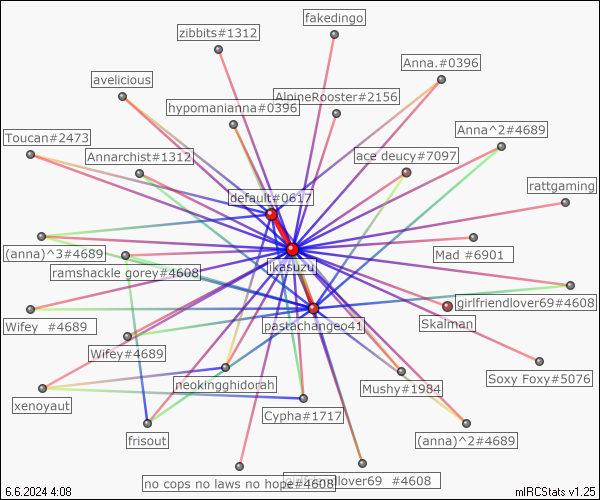 fakedingo
zibbits#1312
Anna.#0396
avelicious
AlpineRooster#2156
hypomanianna#0396
Anna^2#4689
Toucan#2473
Annarchist#1312
ace deucy#7097
rattgaming
default#0617
(anna)^3#4689
Mad #6901
ikasuzu
ramshackle gorey#4608
girlfriendlover69#4608
Wifey #4689
pastachangeo41
Skalman
Wifey#4689
Soxy Foxy#5076
neokingghidorah
Mushy#1984
xenoyaut
Cypha#1717
frisout
(anna)^2#4689
no cops no laws no hope#4608
girlfriendlover69 #4608
6.6.2024 4:08
mIRCStats v1.25